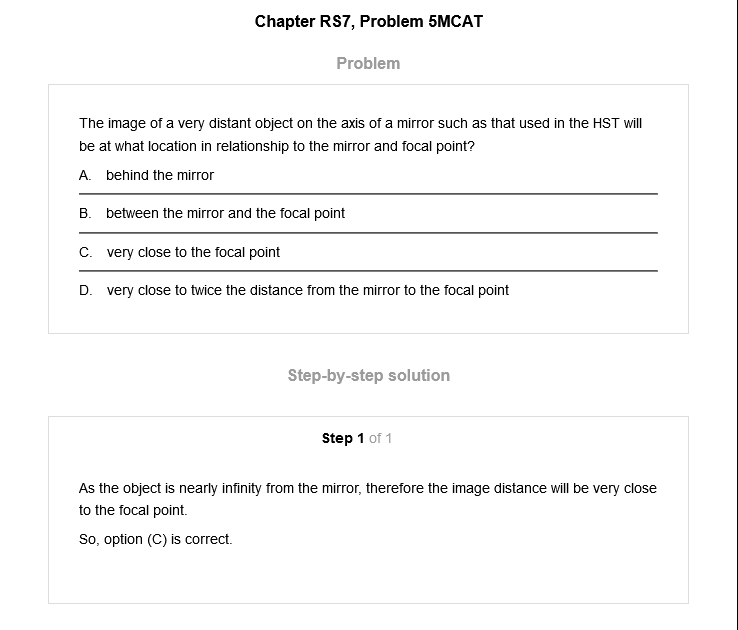 Chapter RS7, Problem 5MCAT
Problem
The image of a very distant object on the axis of a mirror such as that used in the HST will
be at what location in relationship to the mirror and focal point?
A. behind the mirror
B. between the mirror and the focal point
C. very close to the focal point
D. very close to twice the distance from the mirror to the focal point
Step-by-step solution
Step 1 of 1
As the object is nearly infinity from the mirror, therefore the image distance will be very close
to the focal point.
So, option (C) is correct.